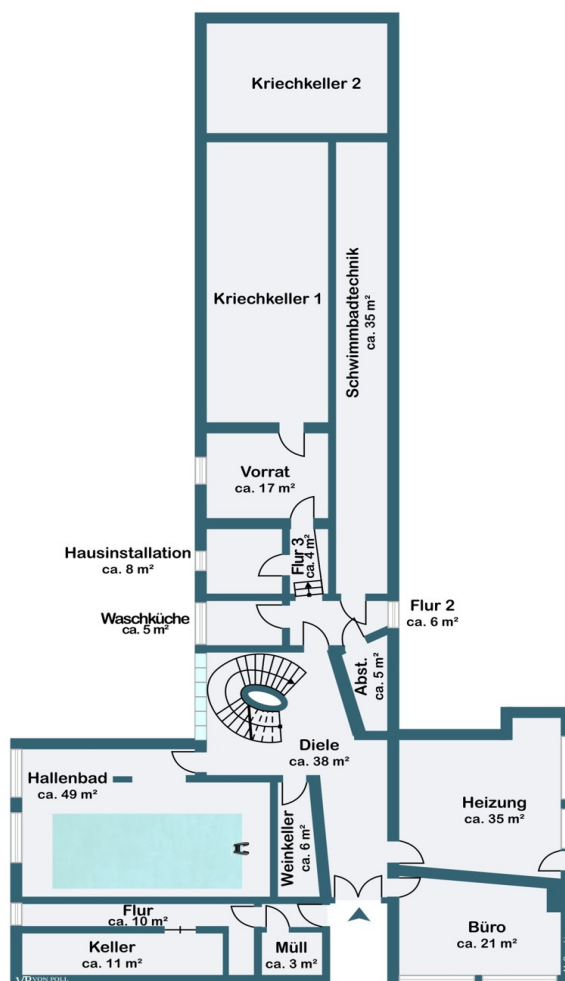 Kriechkeller 2
Kriechkeller 1
Schwimmbadtechnik
ca. 35 m²
Vorrat
ca. 17 m²
Hausinstallation
ca. 8 m²
Flur 3
ca. 4 m²
Waschküche
ca. 5 m²
Flur 2
ca. 6 m²
Abst.
ca. 5 m²
Diele
ca. 38 m²
Hallenbad
ca. 49 m²
Weinkeller
ca. 6 m²
Heizung
ca. 35 m²
Flur
ca. 10 m²
Keller
ca. 11 m²
Müll
ca. 3 m²
Büro
ca. 21 m²
VP VON POLL